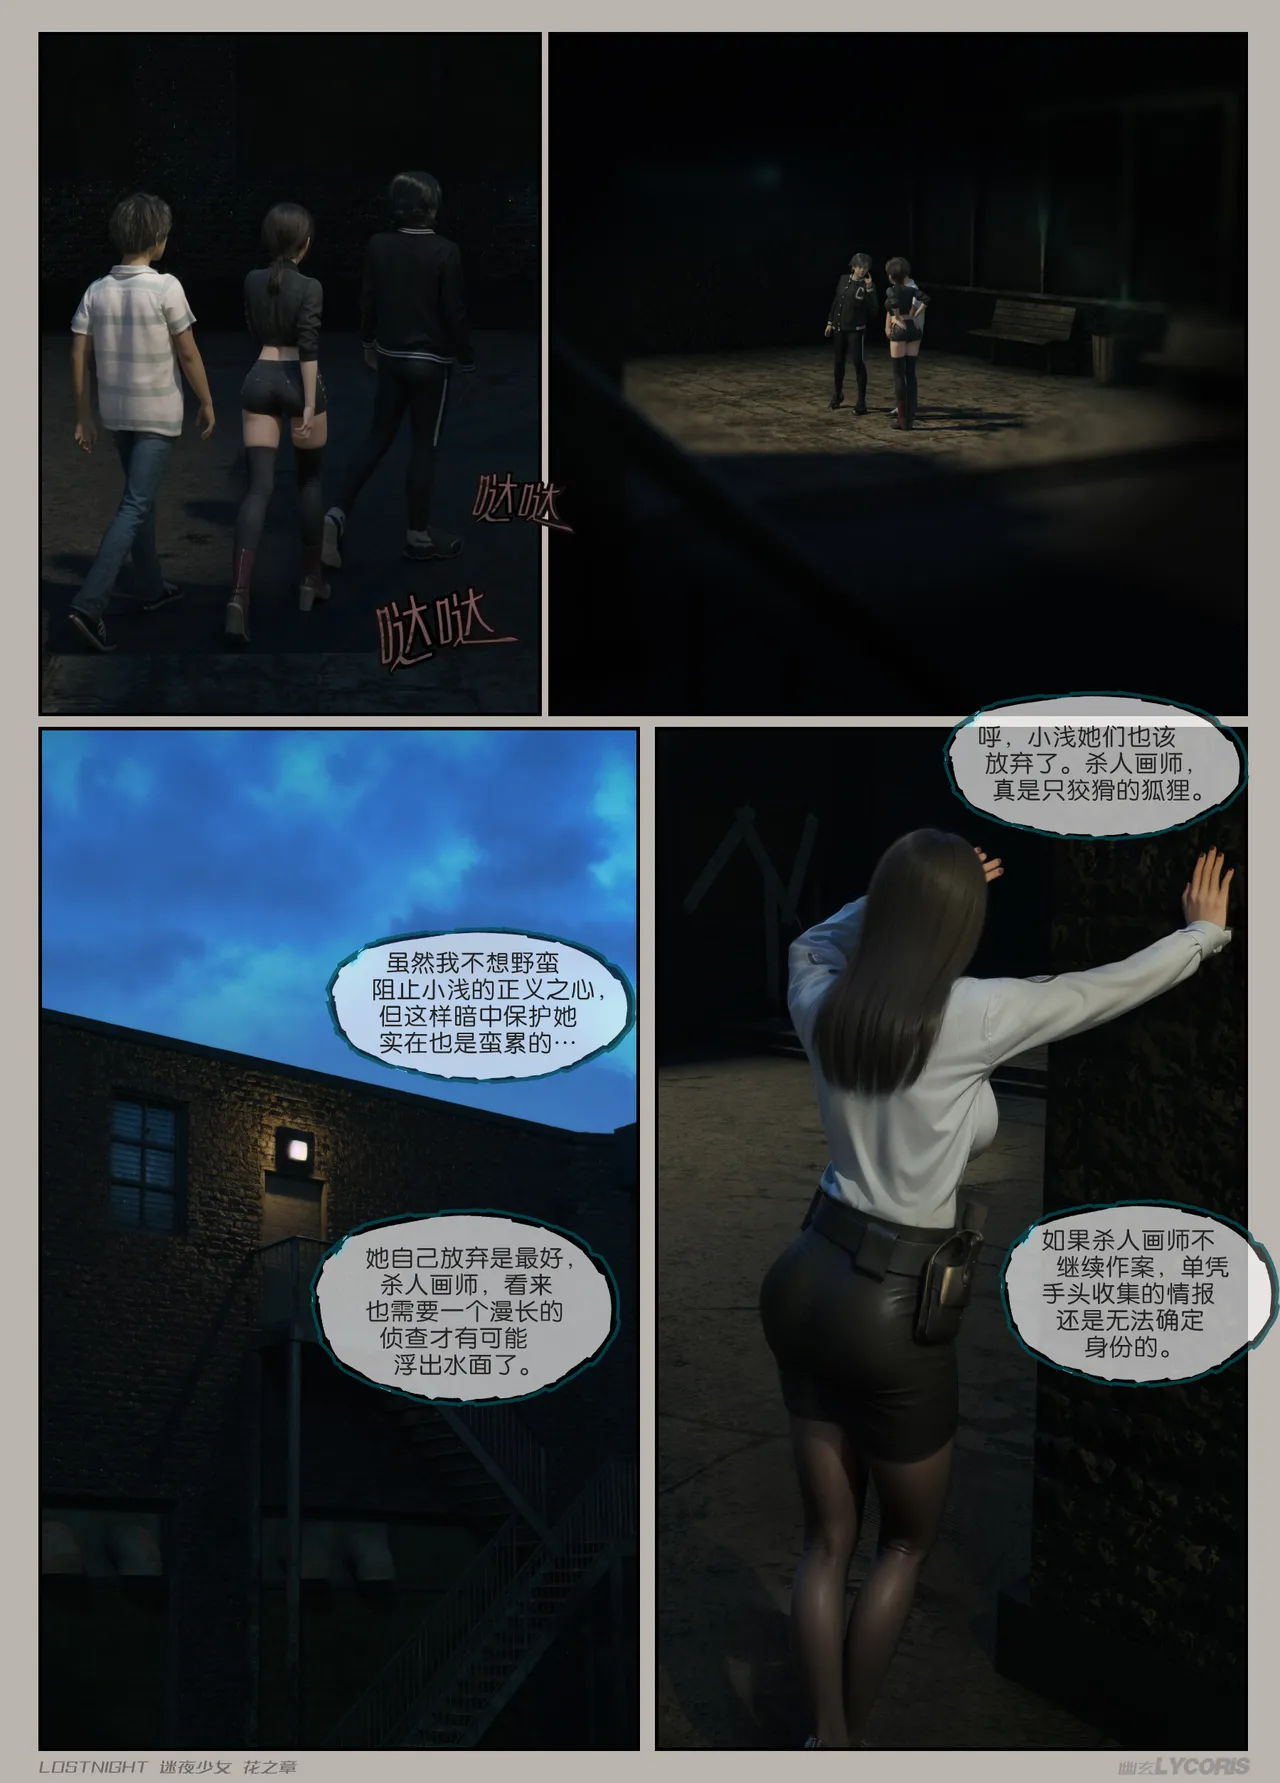 哒哒
哒哒
呼，小浅她们也该
放弃了。杀人画师，
真是只狡猾的狐狸。
虽然我不想野蛮
阻止小浅的正义之心，
但这样暗中保护她
实在也是蛮累的…
她自己放弃是最好，
杀人画师，看来
也需要一个漫长的
侦查才有可能
浮出水面了。
如果杀人画师不
继续作案，单凭
手头收集的情报
还是无法确定
身份的。
LOSTNIGHT 迷夜少女 花之章
幽玄LYCORIS